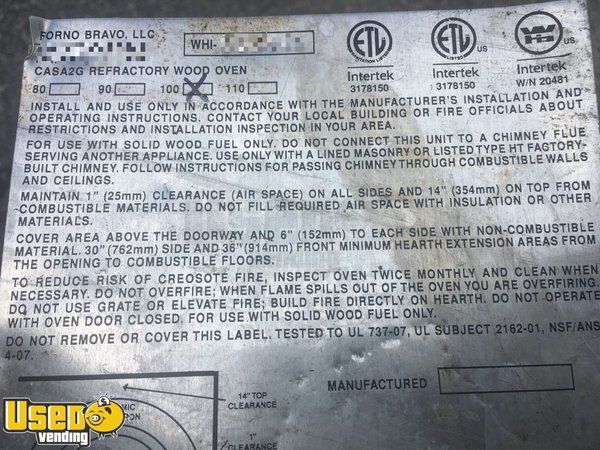 FORNO BRAVO, LLC
WHI-
CASA2G REFRACTORY WOOD OVEN
80 90 100 110
ETL
Intertek
3178150
ETL
US
Intertek
3178150
WH
US
Intertek
W/N 20481
INSTALL AND USE ONLY IN ACCORDANCE WITH THE MANUFACTURER'S INSTALLATION AND
OPERATING INSTRUCTIONS. CONTACT YOUR LOCAL BUILDING OR FIRE OFFICIALS ABOUT
RESTRICTIONS AND INSTALLATION INSPECTION IN YOUR AREA.
FOR USE WITH SOLID WOOD FUEL ONLY. DO NOT CONNECT THIS UNIT TO A CHIMNEY FLUE
SERVING ANOTHER APPLIANCE. USE ONLY WITH A LINED MASONRY OR LISTED TYPE HT FACTORY-
BUILT CHIMNEY. FOLLOW INSTRUCTIONS FOR PASSING CHIMNEY THROUGH COMBUSTIBLE WALLS
AND CEILINGS.
MAINTAIN 1" (25mm) CLEARANCE (AIR SPACE) ON ALL SIDES AND 14" (354mm) ON TOP FROM
COMBUSTIBLE MATERIALS. DO NOT FILL REQUIRED AIR SPACE WITH INSULATION OR OTHER
MATERIALS.
COVER AREA ABOVE THE DOORWAY AND 6" (152mm) TO EACH SIDE WITH NON-COMBUSTIBLE
MATERIAL. 30" (762mm) SIDE AND 36" (914mm) FRONT MINIMUM HEARTH EXTENSION AREAS FROM
THE OPENING TO COMBUSTIBLE FLOORS.
TO REDUCE RISK OF CREOSOTE FIRE, INSPECT OVEN TWICE MONTHLY AND CLEAN WHEN
NECESSARY. DO NOT OVERFIRE; WHEN FLAME SPILLS OUT OF THE OVEN YOU ARE OVERFIRING.
DO NOT USE GRATE OR ELEVATE FIRE; BUILD FIRE DIRECTLY ON HEARTH. DO NOT OPERATE
WITH OVEN DOOR CLOSED. FOR USE WITH SOLID WOOD FUEL ONLY.
DO NOT REMOVE OR COVER THIS LABEL. TESTED TO UL 737-07, UL SUBJECT 2162-01, NSF/ANS
4-07.
MANUFACTURED
14" TOP
CLEARANCE
1"
CLEARANCE
Used
vending